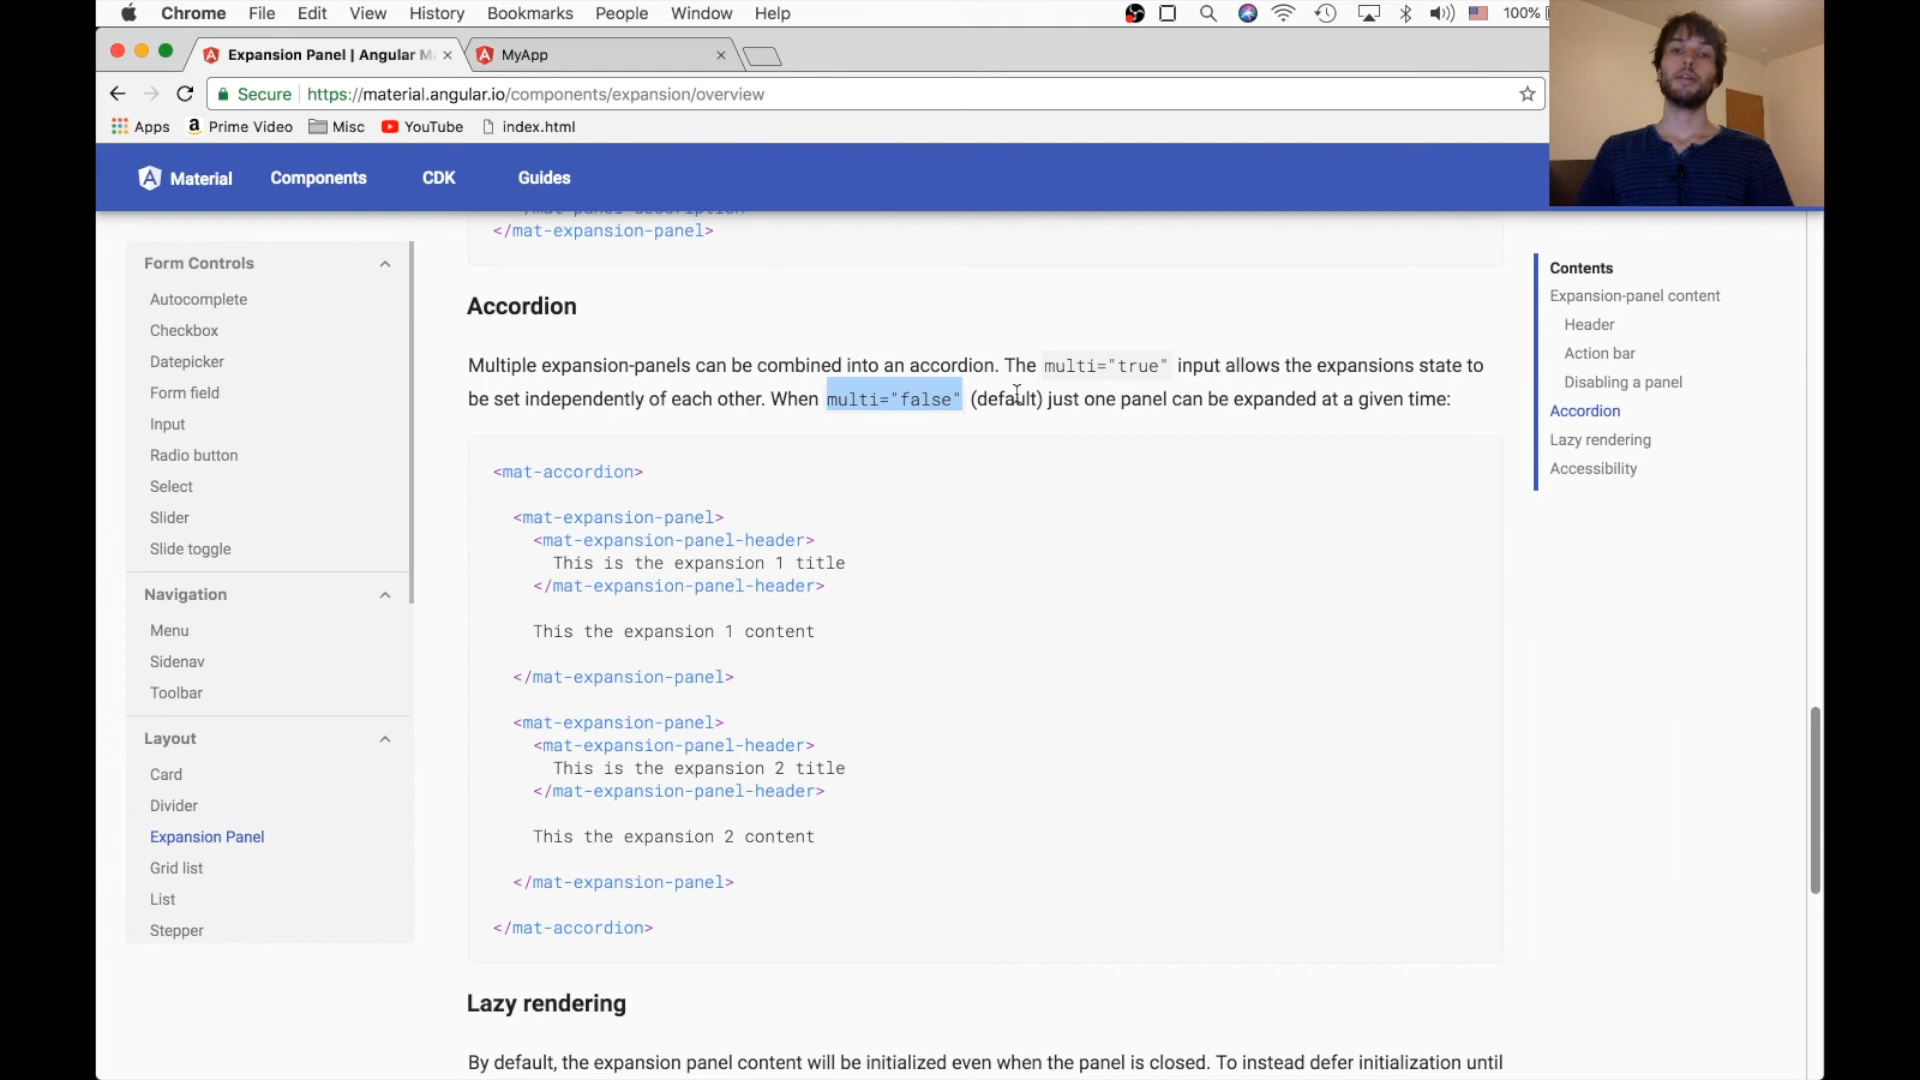 Chrome File Edit View History Bookmarks People Window Help 100%
Expansion Panel | Angular M
MyApp
Secure https://material.angular.io/components/expansion/overview
Apps Prime Video Misc YouTube index.html
Material Components CDK Guides
Form Controls
Autocomplete
Checkbox
Datepicker
Form field
Input
Radio button
Select
Slider
Slide toggle
Navigation
Menu
Sidenav
Toolbar
Layout
Card
Divider
Expansion Panel
Grid list
List
Stepper
</mat-panel-description>
</mat-expansion-panel>
Accordion
Multiple expansion-panels can be combined into an accordion. The multi="true" input allows the expansions state to
be set independently of each other. When multi="false" (default) just one panel can be expanded at a given time:
<mat-accordion>
<mat-expansion-panel>
<mat-expansion-panel-header>
This is the expansion 1 title
</mat-expansion-panel-header>
This the expansion 1 content
</mat-expansion-panel>
<mat-expansion-panel>
<mat-expansion-panel-header>
This is the expansion 2 title
</mat-expansion-panel-header>
This the expansion 2 content
</mat-expansion-panel>
</mat-accordion>
Lazy rendering
By default, the expansion panel content will be initialized even when the panel is closed. To instead defer initialization until
Contents
Expansion-panel content
Header
Action bar
Disabling a panel
Accordion
Lazy rendering
Accessibility